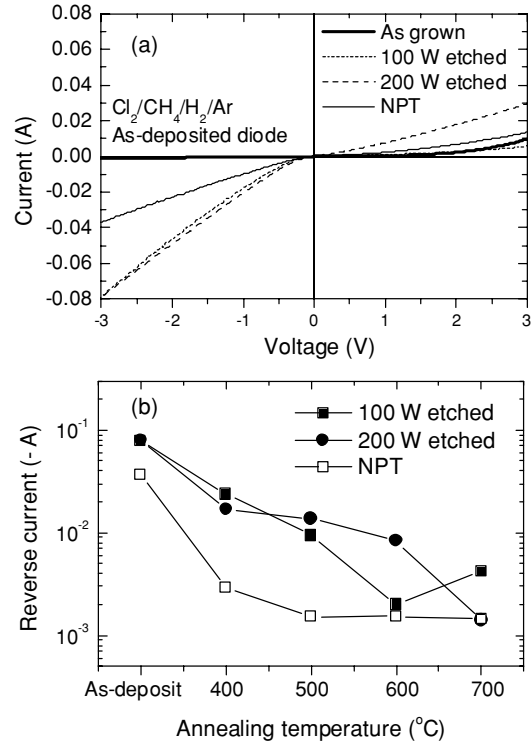 (a)
As grown
100 W etched
200 W etched
NPT
Cl2/CH4/H2/Ar
As-deposited diode
0.08
0.06
0.04
0.02
0.00
-0.02
-0.04
-0.06
-0.08
Current (A)
-3 -2 -1 0 1 2 3
Voltage (V)
(b)
100 W etched
200 W etched
NPT
10-1
10-2
10-3
Reverse current (- A)
As-deposit 400 500 600 700
Annealing temperature (oC)